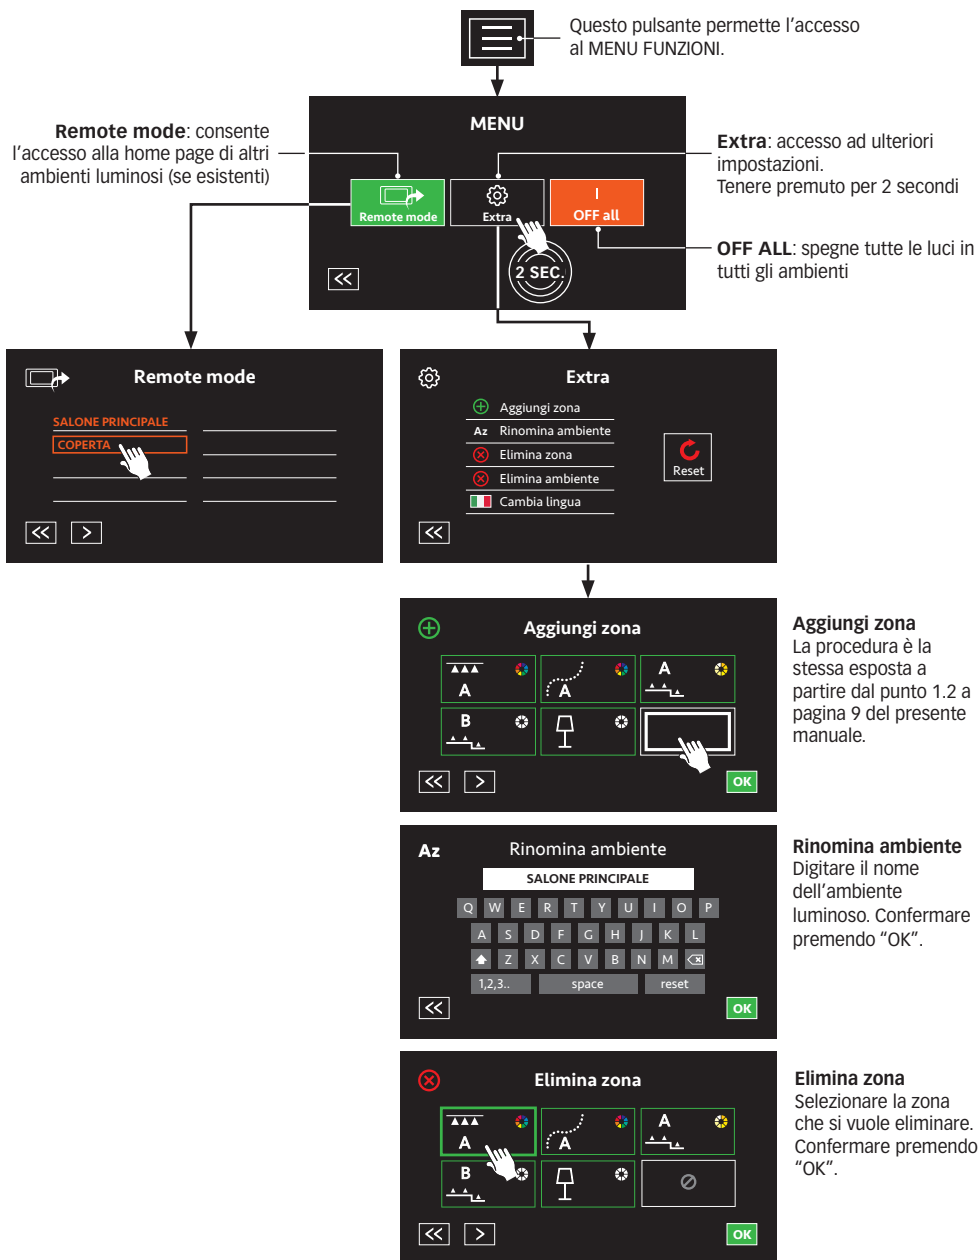 Questo pulsante permette l'accesso
al MENU FUNZIONI.
MENU
Remote mode: consente
l'accesso alla home page di altri
ambienti luminosi (se esistenti)
Extra: accesso ad ulteriori
impostazioni.
Tenere premuto per 2 secondi
Remote mode
Extra
I
OFF all
OFF ALL: spegne tutte le luci in
tutti gli ambienti
2 SEC.
<<
Remote mode
SALONE PRINCIPALE
COPERTA
<< >
Extra
Aggiungi zona
Az Rinomina ambiente
Elimina zona
Elimina ambiente
Cambia lingua
Reset
<<
Aggiungi zona
A
A
A
B
<< >
OK
Aggiungi zona
La procedura è la
stessa esposta a
partire dal punto 1.2 a
pagina 9 del presente
manuale.
Az Rinomina ambiente
SALONE PRINCIPALE
Q W E R T Y U I O P
A S D F G H J K L
Z X C V B N M
1,2,3.. space reset
<<
OK
Rinomina ambiente
Digitare il nome
dell'ambiente
luminoso. Confermare
premendo “OK”.
Elimina zona
A
A
A
B
<< >
OK
Elimina zona
Selezionare la zona
che si vuole eliminare.
Confermare premendo
“OK”.